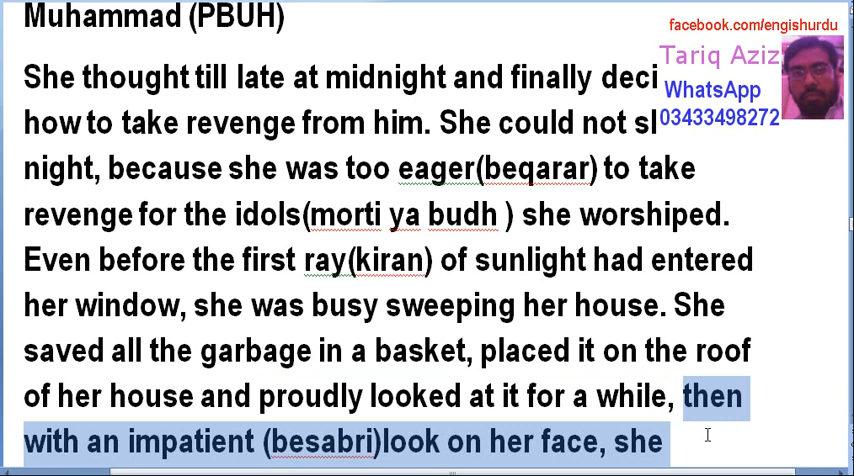 Muhammad (PBUH)
facebook.com/engishurdu
Tariq Aziz
WhatsApp
03433498272
She thought till late at midnight and finally deci
how to take revenge from him. She could not sl
night, because she was too eager(beqarar) to take
revenge for the idols(morti ya budh ) she worshiped.
Even before the first ray(kiran) of sunlight had entered
her window, she was busy sweeping her house. She
saved all the garbage in a basket, placed it on the roof
of her house and proudly looked at it for a while, then
with an impatient (besabri)look on her face, she